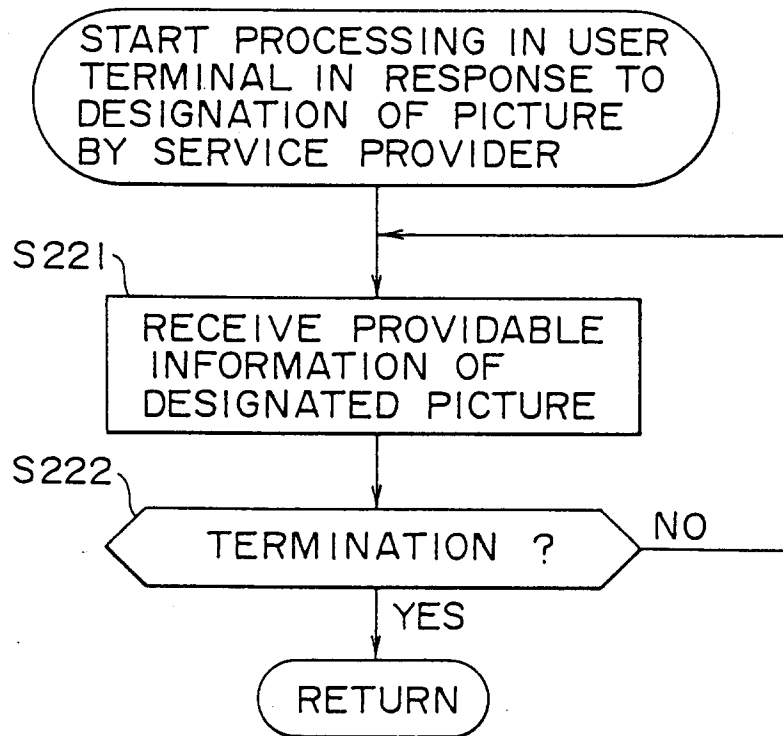 START PROCESSING IN USER
TERMINAL IN RESPONSE TO
DESIGNATION OF PICTURE
BY SERVICE PROVIDER
S221
RECEIVE PROVIDABLE
INFORMATION OF
DESIGNATED PICTURE
S222
TERMINATION ?
NO
YES
RETURN